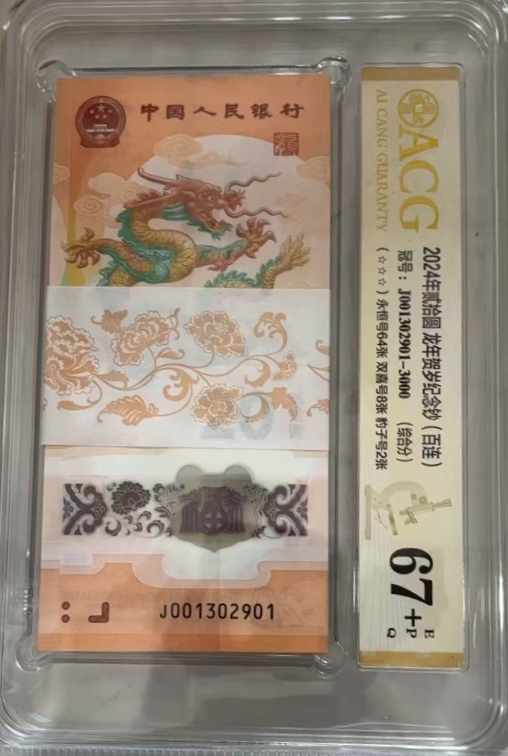 中国人民银行
J001302901
ACG
AI CANG GUARANTY
2024年贰拾圆 龙年贺岁纪念钞（百连）
冠号：J001302901-3000 （综合分）
（☆☆☆）永恒号64张 双喜号8张 豹子号2张
67+
E
P
Q